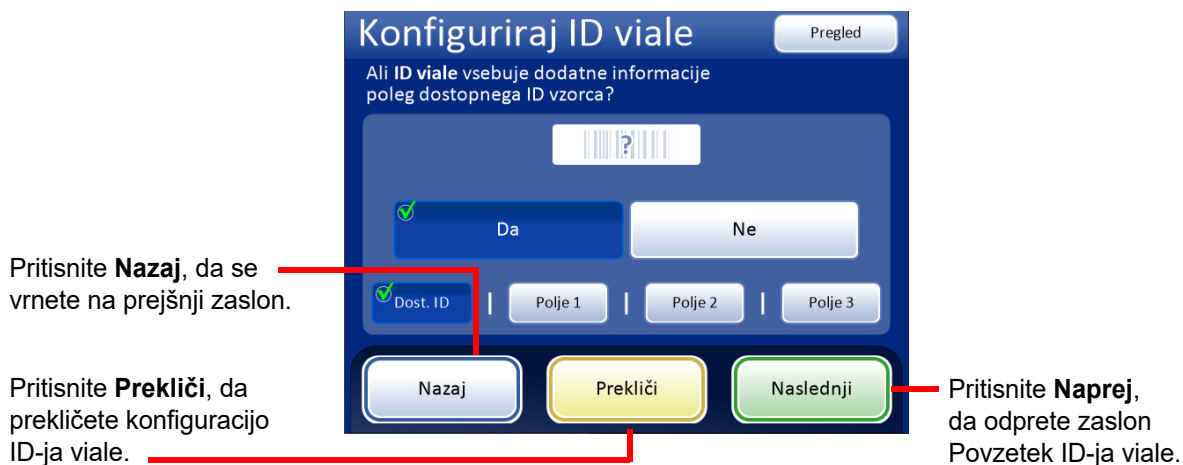 Konfiguriraj ID viale
Pregled
Ali ID viale vsebuje dodatne informacije
poleg dostopnega ID vzorca?
?
Da
Ne
Dost. ID | Polje 1 | Polje 2 | Polje 3
Nazaj
Prekliči
Naslednji
Pritisnite Nazaj, da se
vrnete na prejšnji zaslon.
Pritisnite Prekliči, da
prekličete konfiguracijo
ID-ja viale.
Pritisnite Naprej,
da odprete zaslon
Povzetek ID-ja viale.